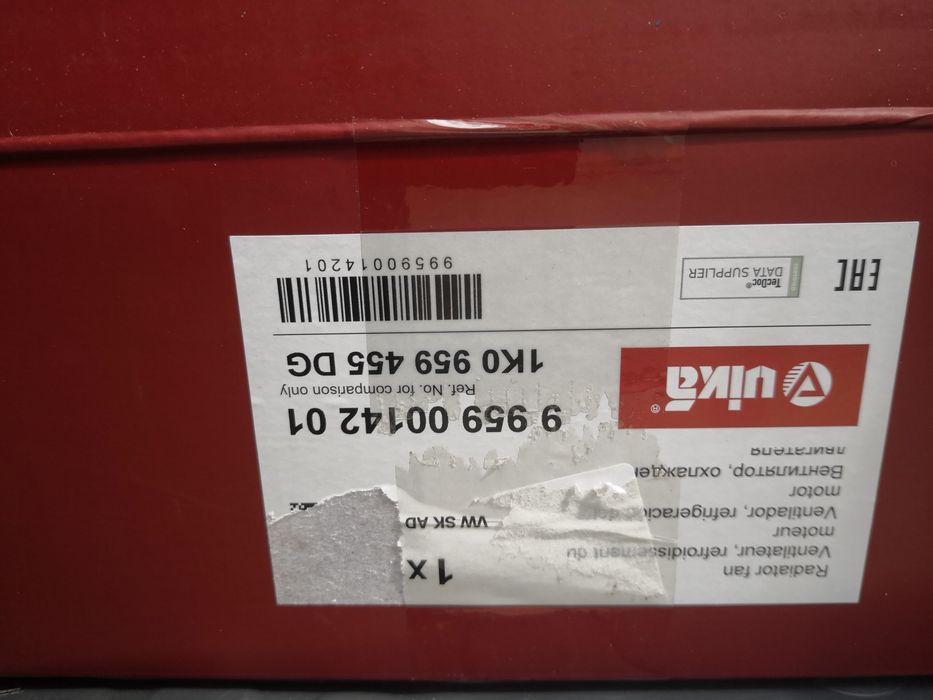 Radiator fan
Ventilateur, refroidissement du
moteur
Ventilador, refrigeración del
motor
Вентилятор, охлажден
двигателя
1 x
VW SK AD
vika®
9 959 00142 01
Ref. No. for comparison only
1K0 959 455 DG
EAC
TecDoc®
DATA SUPPLIER
99590014201